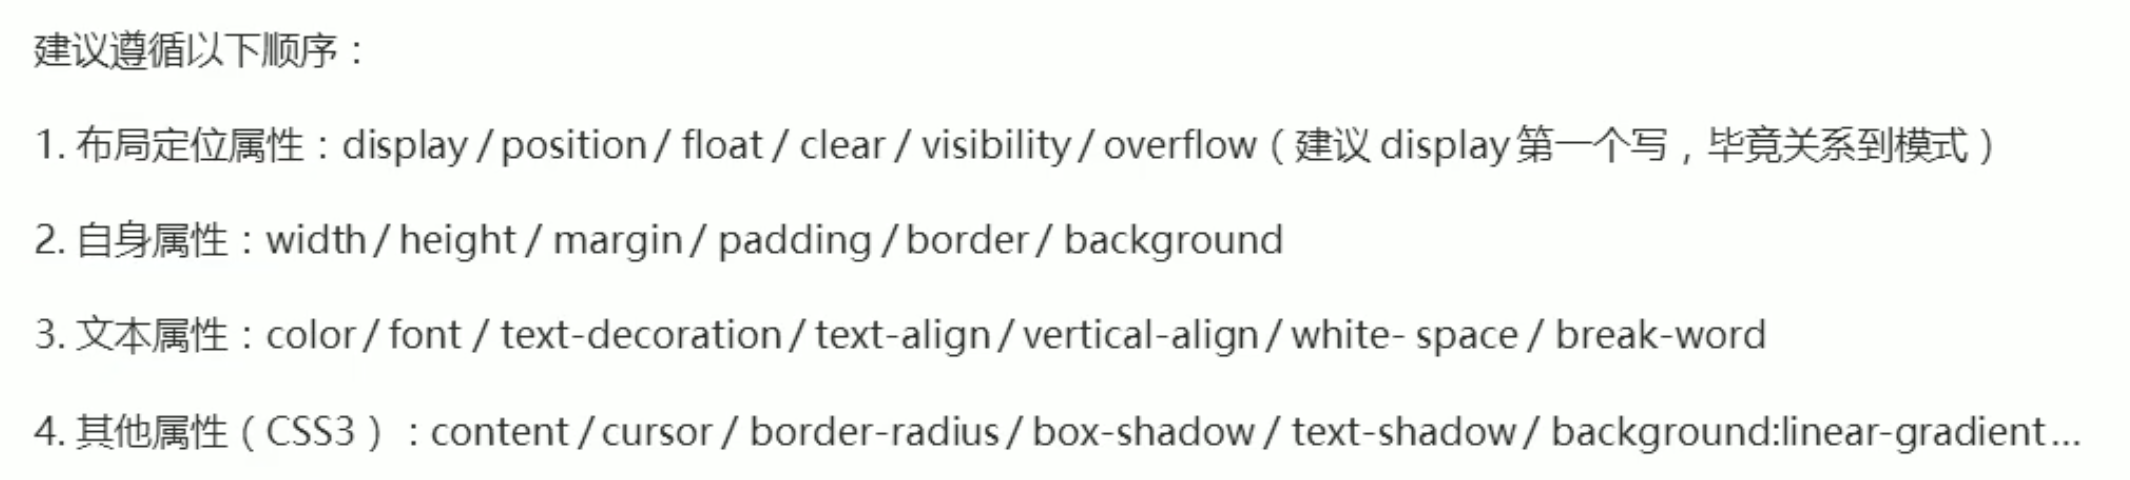 建议遵循以下顺序：
1. 布局定位属性：display / position / float / clear / visibility / overflow（建议 display 第一个写，毕竟关系到模式）
2. 自身属性：width / height / margin / padding / border / background
3. 文本属性：color / font / text-decoration / text-align / vertical-align / white- space / break-word
4. 其他属性（CSS3）：content / cursor / border-radius / box-shadow / text-shadow / background:linear-gradient...